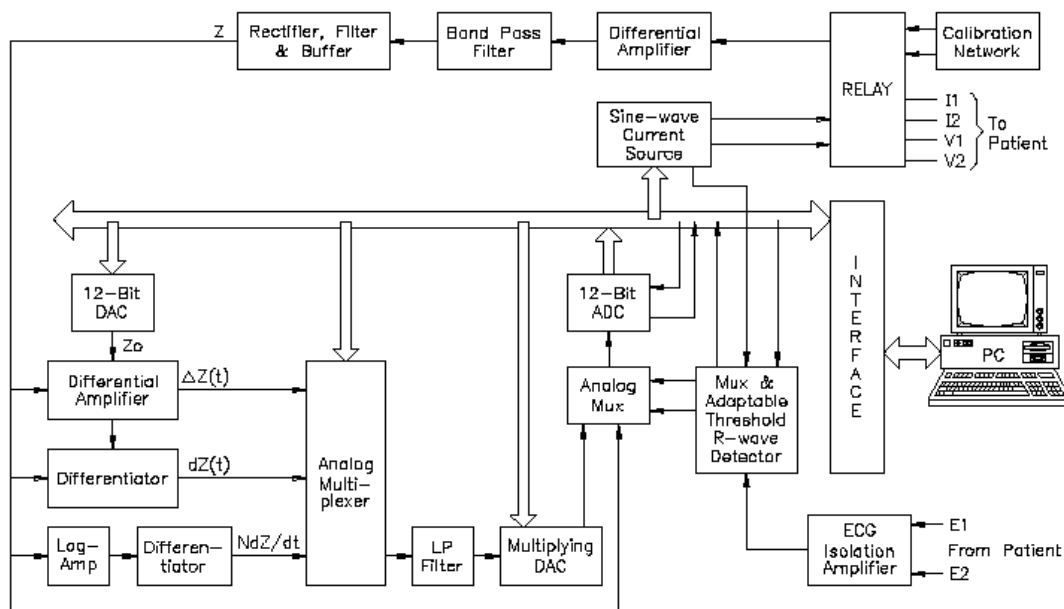 Z
Rectifier, Filter
& Buffer
Band Pass
Filter
Differential
Amplifier
RELAY
Calibration
Network
I1
I2
V1
V2
To
Patient
Sine-wave
Current
Source
12-Bit
DAC
Zo
12-Bit
ADC
INTERFACE
PC
Differential
Amplifier
ΔZ(t)
Differentiator
dZ(t)
Log-
Amp
Differen-
tiator
NdZ/dt
Analog
Multi-
plexer
LP
Filter
Multiplying
DAC
Analog
Mux
Mux &
Adaptable
Threshold
R-wave
Detector
ECG
Isolation
Amplifier
E1
From Patient
E2